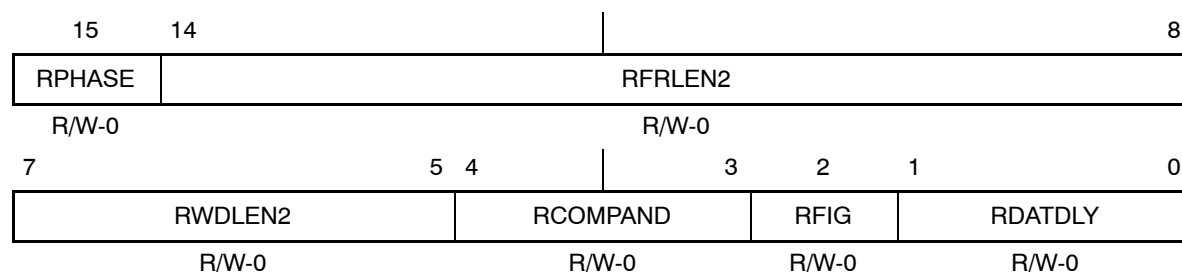 15 14 8
RPHASE RFRLEN2
R/W-0 R/W-0
7 5 4 3 2 1 0
RWDLEN2 RCOMPAND RFIG RDATDLY
R/W-0 R/W-0 R/W-0 R/W-0